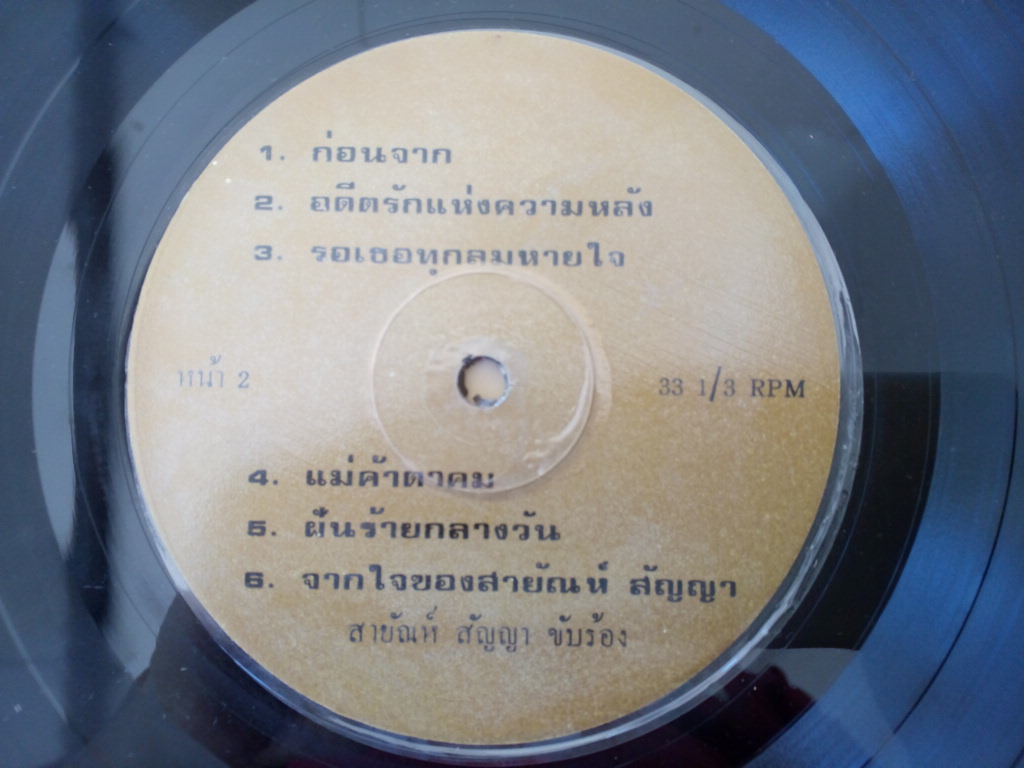 1. ก่อนจาก
2. อดีตรักแห่งความหลัง
3. รอเธอทุกลมหายใจ
หน้า 2
33 1/3 RPM
4. แม่ค้าตาคม
5. ฝันร้ายกลางวัน
6. จากใจของสายัณห์ สัญญา
สายัณห์ สัญญา ขับร้อง